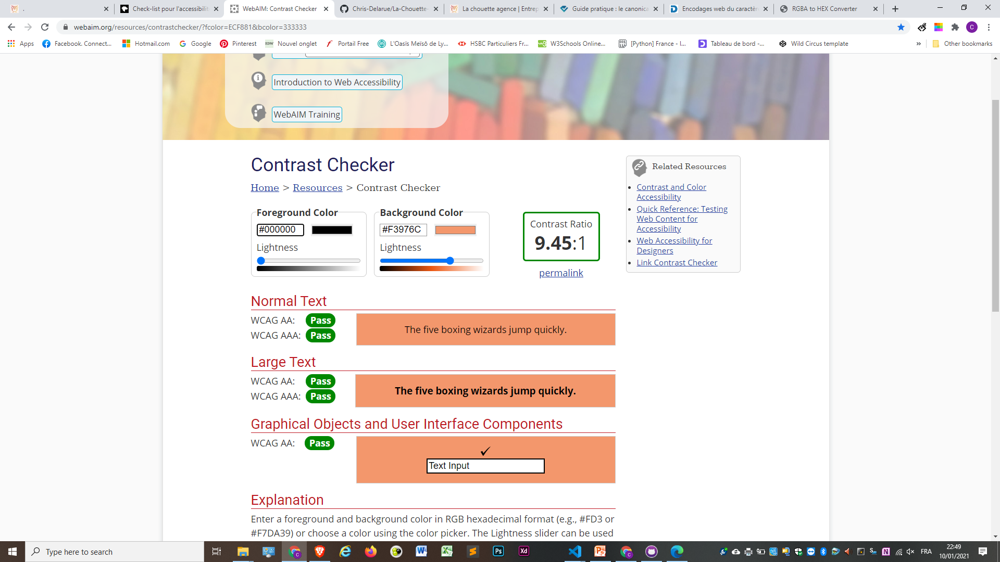 .
Check-list pour l'accessibilit
WebAIM: Contrast Checker
Chris-Delarue/La-Chouette-
La chouette agence | Entrep
Guide pratique : le canonica
Encodages web du caractèr
RGBA to HEX Converter
webaim.org/resources/contrastchecker/?fcolor=ECF881&bcolor=333333
C
Apps
Facebook. Connect...
Hotmail.com
Google
Pinterest
EDW Nouvel onglet
Portail Free
L'Oasïs Meïsō de Ly...
HSBC Particuliers Fr...
W3Schools Online...
[Python] France - I...
Tableau de bord -...
Wild Circus template
»
Other bookmarks
Introduction to Web Accessibility
WebAIM Training
Contrast Checker
Home > Resources > Contrast Checker
Foreground Color
#000000
Lightness
Background Color
#F3976C
Lightness
Contrast Ratio
9.45:1
permalink
Related Resources
• Contrast and Color
Accessibility
• Quick Reference: Testing
Web Content for
Accessibility
• Web Accessibility for
Designers
• Link Contrast Checker
Normal Text
WCAG AA: Pass
WCAG AAA: Pass
The five boxing wizards jump quickly.
Large Text
WCAG AA: Pass
WCAG AAA: Pass
The five boxing wizards jump quickly.
Graphical Objects and User Interface Components
WCAG AA: Pass
✓
Text Input
Explanation
Enter a foreground and background color in RGB hexadecimal format (e.g., #FD3 or
#F7DA39) or choose a color using the color picker. The Lightness slider can be used
Type here to search
Ps
Xd
FRA
22:49
10/01/2021